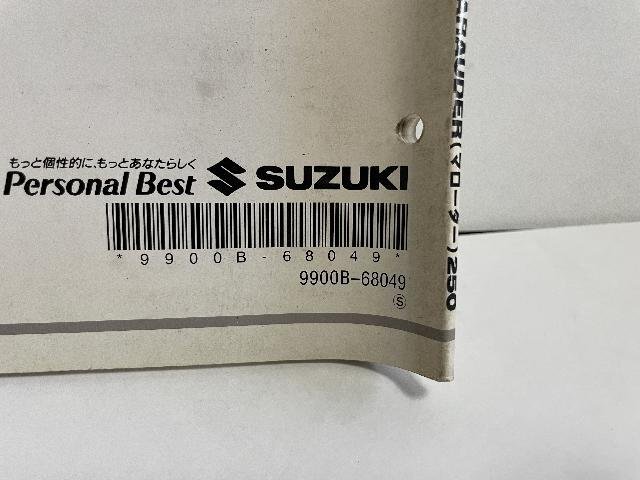 もっと個性的に、もっとあなたらしく
Personal Best SUZUKI
*9900B-68049*
9900B-68049
S
ARAUDER(マローダー)250